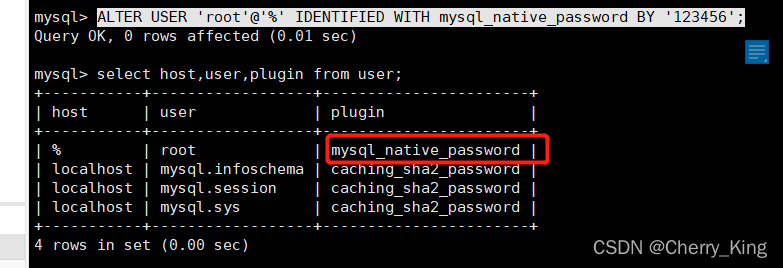 mysql> ALTER USER 'root'@'%' IDENTIFIED WITH mysql_native_password BY '123456';
Query OK, 0 rows affected (0.01 sec)
mysql> select host,user,plugin from user;
+-----------+------------------+-----------------------+
| host      | user             | plugin                |
+-----------+------------------+-----------------------+
| %         | root             | mysql_native_password |
| localhost | mysql.infoschema | caching_sha2_password |
| localhost | mysql.session    | caching_sha2_password |
| localhost | mysql.sys        | caching_sha2_password |
+-----------+------------------+-----------------------+
4 rows in set (0.00 sec)
CSDN @Cherry_King